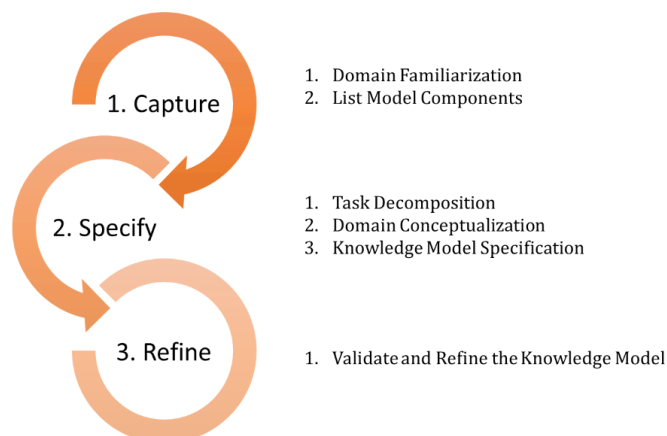 1. Capture
1. Domain Familiarization
2. List Model Components
2. Specify
1. Task Decomposition
2. Domain Conceptualization
3. Knowledge Model Specification
3. Refine
1. Validate and Refine the Knowledge Model